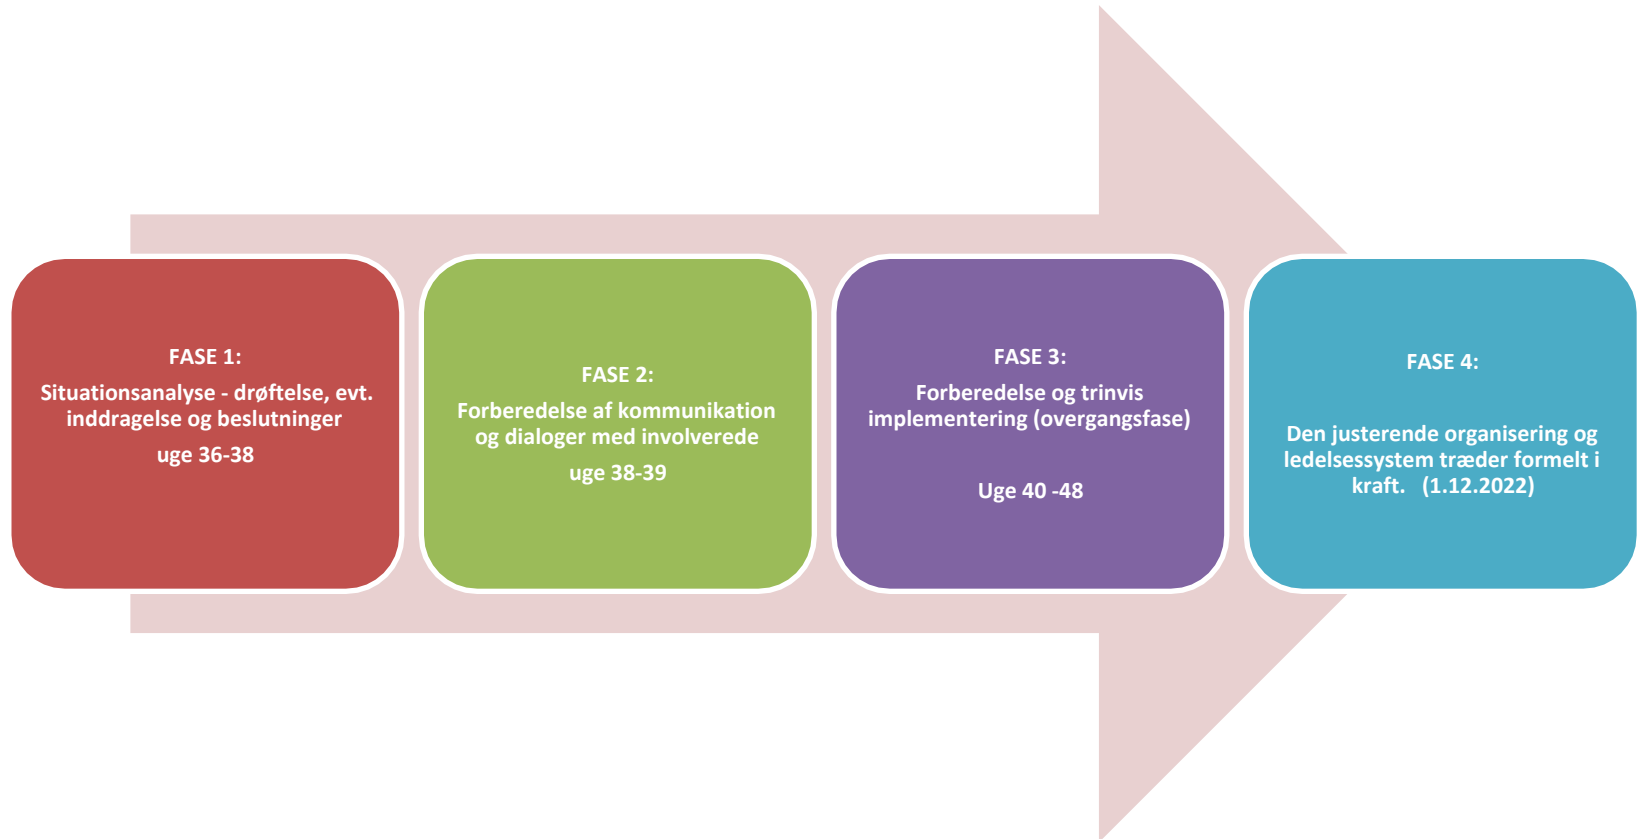 FASE 1:
Situationsanalyse - drøftelse, evt.
inddragelse og beslutninger
uge 36-38
FASE 2:
Forberedelse af kommunikation
og dialoger med involverede
uge 38-39
FASE 3:
Forberedelse og trinvis
implementering (overgangsfase)
Uge 40 -48
FASE 4:
Den justerende organisering og
ledelsessystem træder formelt i
kraft.   (1.12.2022)